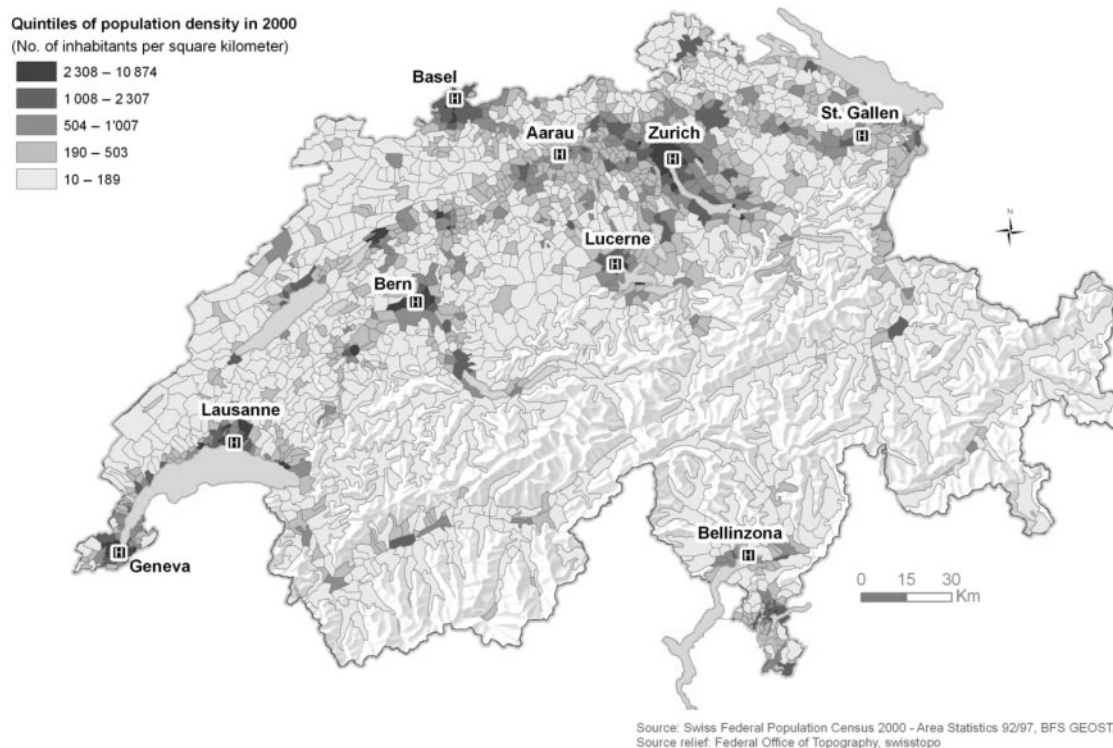 Quintiles of population density in 2000
(No. of inhabitants per square kilometer)
2 308 – 10 874
1 008 – 2 307
504 – 1'007
190 – 503
10 – 189
Basel
H
St. Gallen
H
Aarau
H
Zurich
H
N
Lucerne
H
Bern
H
Lausanne
H
Bellinzona
H
Geneva
H
0 15 30
Km
Source: Swiss Federal Population Census 2000 - Area Statistics 92/97, BFS GEOST
Source relief: Federal Office of Topography, swisstopo